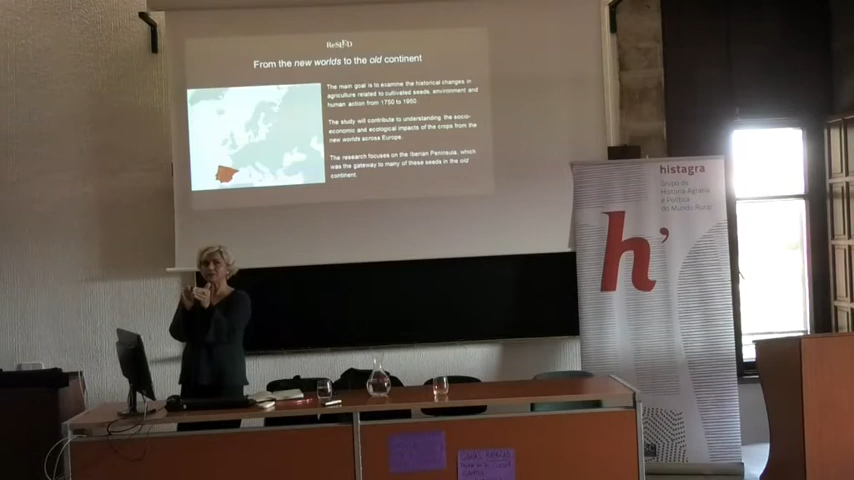 ReSEED
From the new worlds to the old continent
The main goal is to examine the historical changes in
agriculture related to cultivated seeds, environment and
human action from 1750 to 1950.
The study will contribute to understanding the socio-
economic and ecological impacts of the crops from the
new worlds across Europe.
The research focuses on the Iberian Peninsula, which
was the gateway to many of these seeds in the old
continent.
histagra
Grupo de
Historia Agraria
e Política
do Mundo Rural
h'